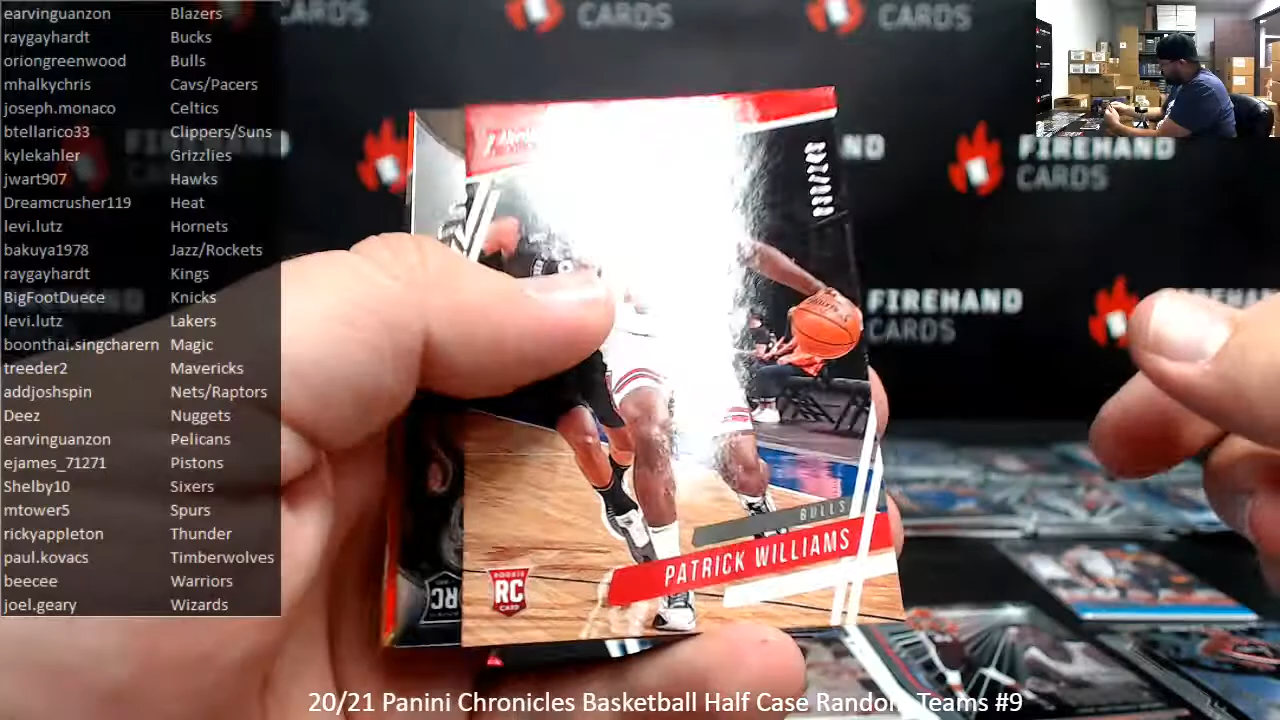 earvinguanzon Blazers
raygayhardt Bucks
oriongreenwood Bulls
mhalkychris Cavs/Pacers
joseph.monaco Celtics
btellarico33 Clippers/Suns
kylekahler Grizzlies
jwart907 Hawks
Dreamcrusher119 Heat
levi.lutz Hornets
bakuya1978 Jazz/Rockets
raygayhardt Kings
BigFootDuece Knicks
levi.lutz Lakers
boonthai.singcharern Magic
treeder2 Mavericks
addjoshspin Nets/Raptors
Deez Nuggets
earvinguanzon Pelicans
ejames_71271 Pistons
Shelby10 Sixers
mtower5 Spurs
rickyappleton Thunder
paul.kovacs Timberwolves
beecee Warriors
joel.geary Wizards
CARDS
CARDS
CARDS
FIREHAND
CARDS
FIREHAND
CARDS
FIREHAND
CARDS
BULLS
PATRICK WILLIAMS
ROOKIE
RC
CARD
RC
20/21 Panini Chronicles Basketball Half Case Random Teams #9